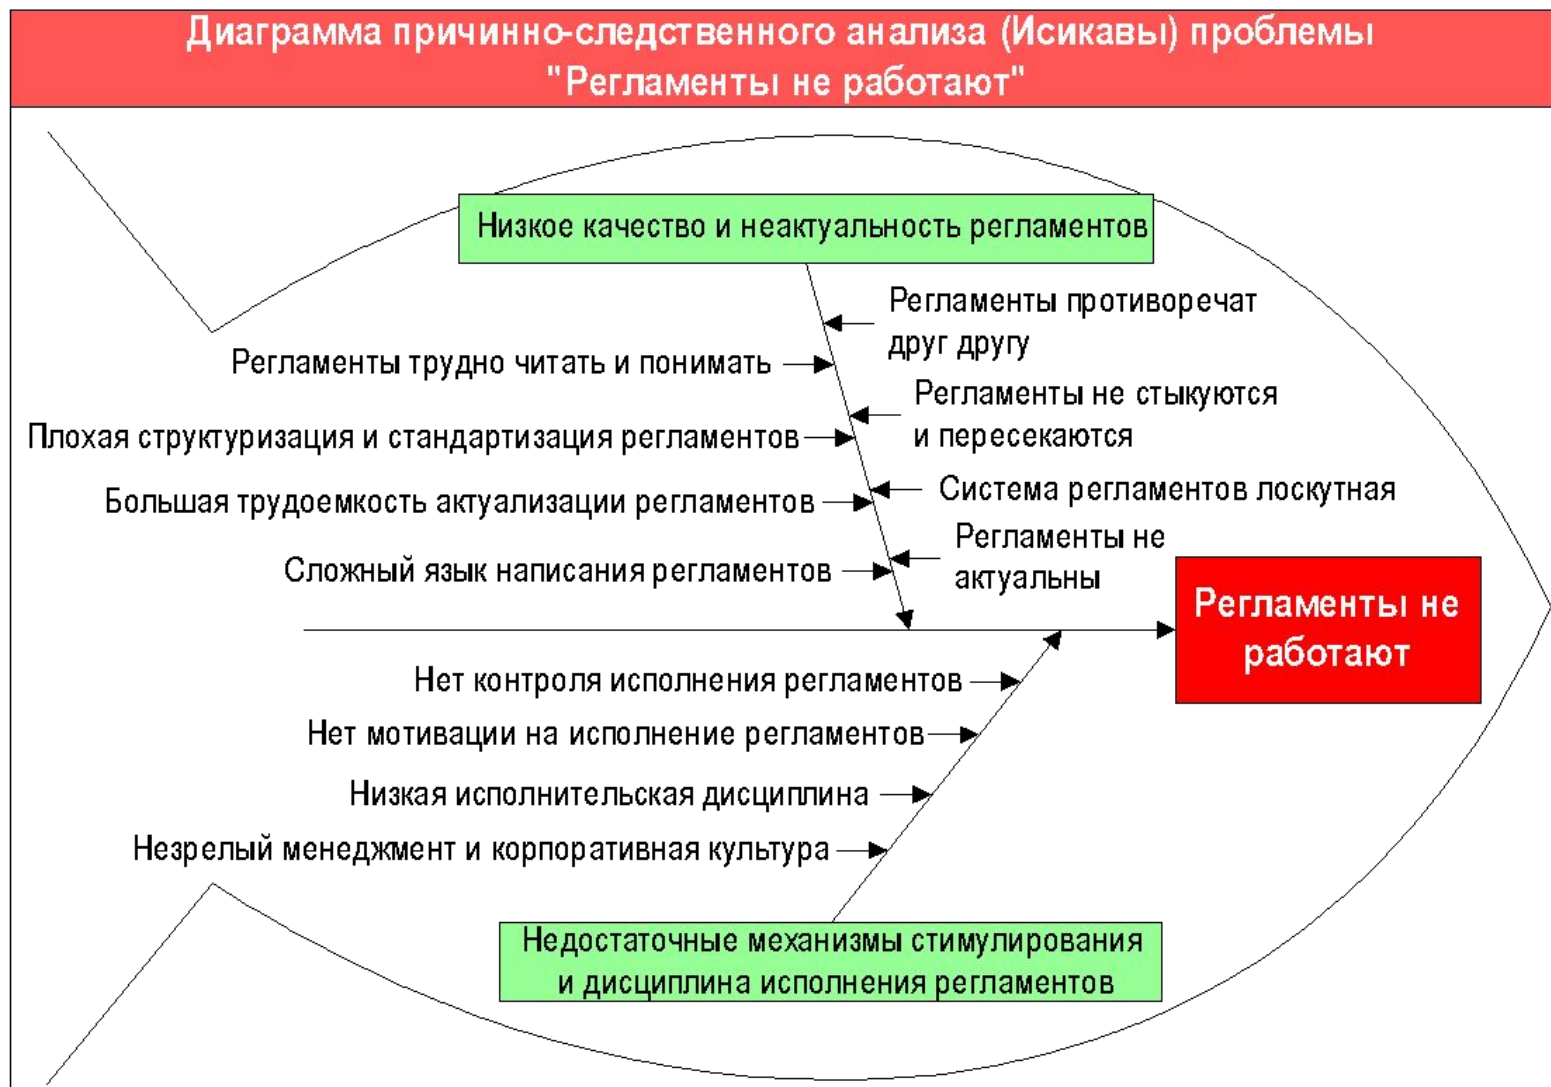 Диаграмма причинно-следственного анализа (Исикавы) проблемы
"Регламенты не работают"
Низкое качество и неактуальность регламентов
Регламенты противоречат
друг другу
Регламенты трудно читать и понимать
Регламенты не стыкуются
и пересекаются
Плохая структуризация и стандартизация регламентов
Система регламентов лоскутная
Большая трудоемкость актуализации регламентов
Регламенты не
актуальны
Сложный язык написания регламентов
Регламенты не
работают
Нет контроля исполнения регламентов
Нет мотивации на исполнение регламентов
Низкая исполнительская дисциплина
Незрелый менеджмент и корпоративная культура
Недостаточные механизмы стимулирования
и дисциплина исполнения регламентов